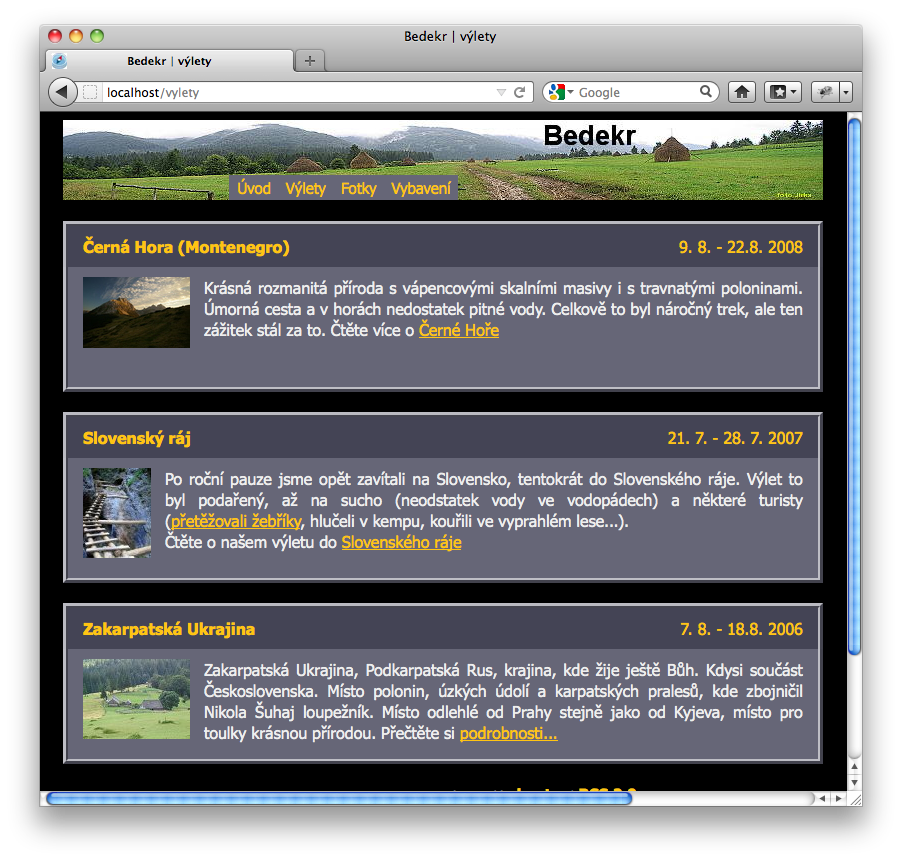 Bedekr | výlety
Bedekr | výlety
localhost/vylety
Google
Bedekr
Úvod Výlety Fotky Vybavení
Černá Hora (Montenegro) 9. 8. - 22.8. 2008
Krásná rozmanitá příroda s vápencovými skalními masivy i s travnatými poloninami.
Úmorná cesta a v horách nedostatek pitné vody. Celkově to byl náročný trek, ale ten
zážitek stál za to. Čtěte více o Černé Hoře
Slovenský ráj 21. 7. - 28. 7. 2007
Po roční pauze jsme opět zavítali na Slovensko, tentokrát do Slovenského ráje. Výlet to
byl podařený, až na sucho (neodstatek vody ve vodopádech) a některé turisty
(přetěžovali žebříky, hlučeli v kempu, kouřili ve vyprahlém lese...).
Čtěte o našem výletu do Slovenského ráje
Zakarpatská Ukrajina 7. 8. - 18.8. 2006
Zakarpatská Ukrajina, Podkarpatská Rus, krajina, kde žije ještě Bůh. Kdysi součást
Československa. Místo polonin, úzkých údolí a karpatských pralesů, kde zbojničil
Nikola Šuhaj loupežník. Místo odlehlé od Prahy stejně jako od Kyjeva, místo pro
toulky krásnou přírodou. Přečtěte si podrobnosti...